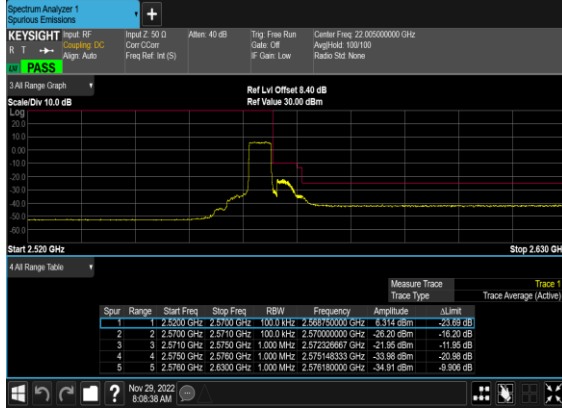 Spectrum Analyzer 1
Spurious Emissions
+
KEYSIGHT Input: RF Input Z: 50 Ω Atten: 40 dB Trig: Free Run Center Freq: 22.005000000 GHz
R T Coupling: DC Corr CCorr Gate: Off Avg|Hold: 100/100
Align: Auto Freq Ref: Int (S) IF Gain: Low Radio Std: None
PASS
3 All Range Graph
Ref Lvl Offset 8.40 dB
Scale/Div 10.0 dB Ref Value 30.00 dBm
Log
20.0
10.0
0.00
-10.0
-20.0
-30.0
-40.0
-50.0
-60.0
Start 2.520 GHz Stop 2.630 GH
4 All Range Table
Measure Trace Trace 1
Trace Type Trace Average (Active)
Spur Range Start Freq Stop Freq RBW Frequency Amplitude ΔLimit
1 1 2.5200 GHz 2.5700 GHz 100.0 kHz 2.568750000 GHz 6.314 dBm -23.69 dB
2 2 2.5700 GHz 2.5710 GHz 100.0 kHz 2.570000000 GHz -26.20 dBm -16.20 dB
3 3 2.5710 GHz 2.5750 GHz 1.000 MHz 2.572326667 GHz -21.95 dBm -11.95 dB
4 4 2.5750 GHz 2.5760 GHz 1.000 MHz 2.575148333 GHz -33.98 dBm -20.98 dB
5 5 2.5760 GHz 2.6300 GHz 1.000 MHz 2.576180000 GHz -34.91 dBm -9.906 dB
? Nov 29, 2022
8:08:38 AM